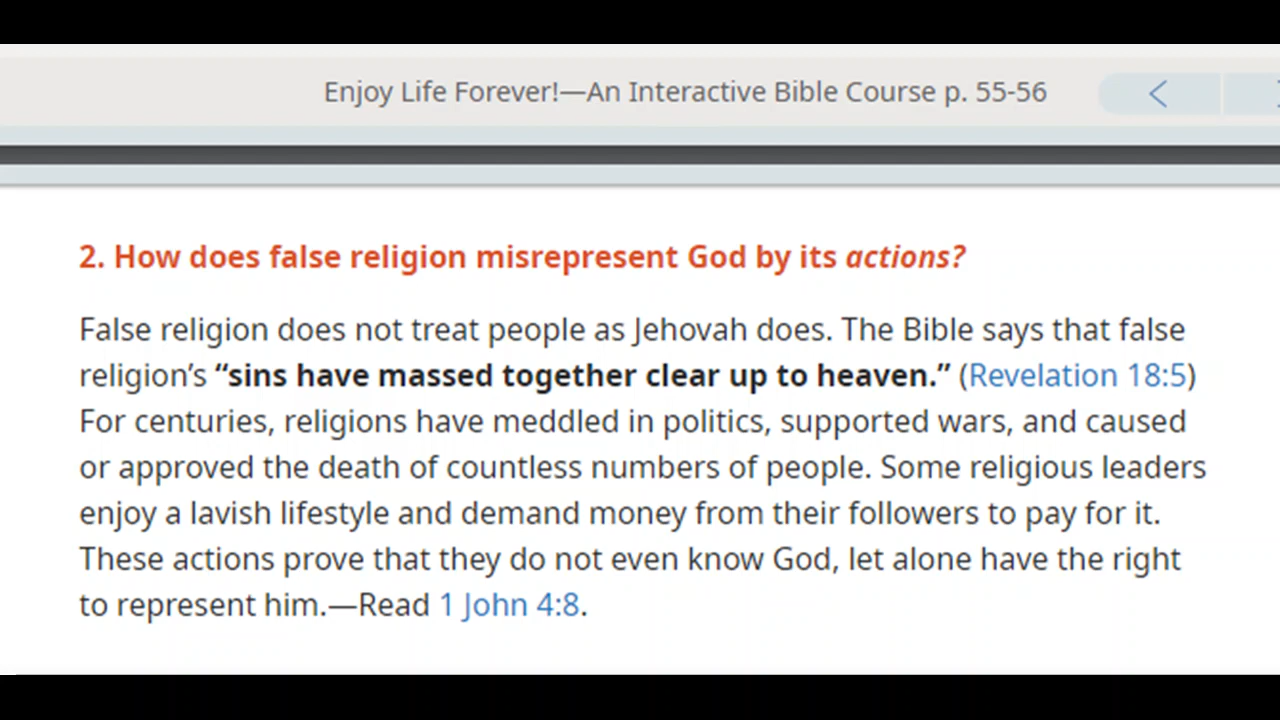 Enjoy Life Forever!—An Interactive Bible Course p. 55-56
2. How does false religion misrepresent God by its actions?
False religion does not treat people as Jehovah does. The Bible says that false
religion’s “sins have massed together clear up to heaven.” (Revelation 18:5)
For centuries, religions have meddled in politics, supported wars, and caused
or approved the death of countless numbers of people. Some religious leaders
enjoy a lavish lifestyle and demand money from their followers to pay for it.
These actions prove that they do not even know God, let alone have the right
to represent him.—Read 1 John 4:8.